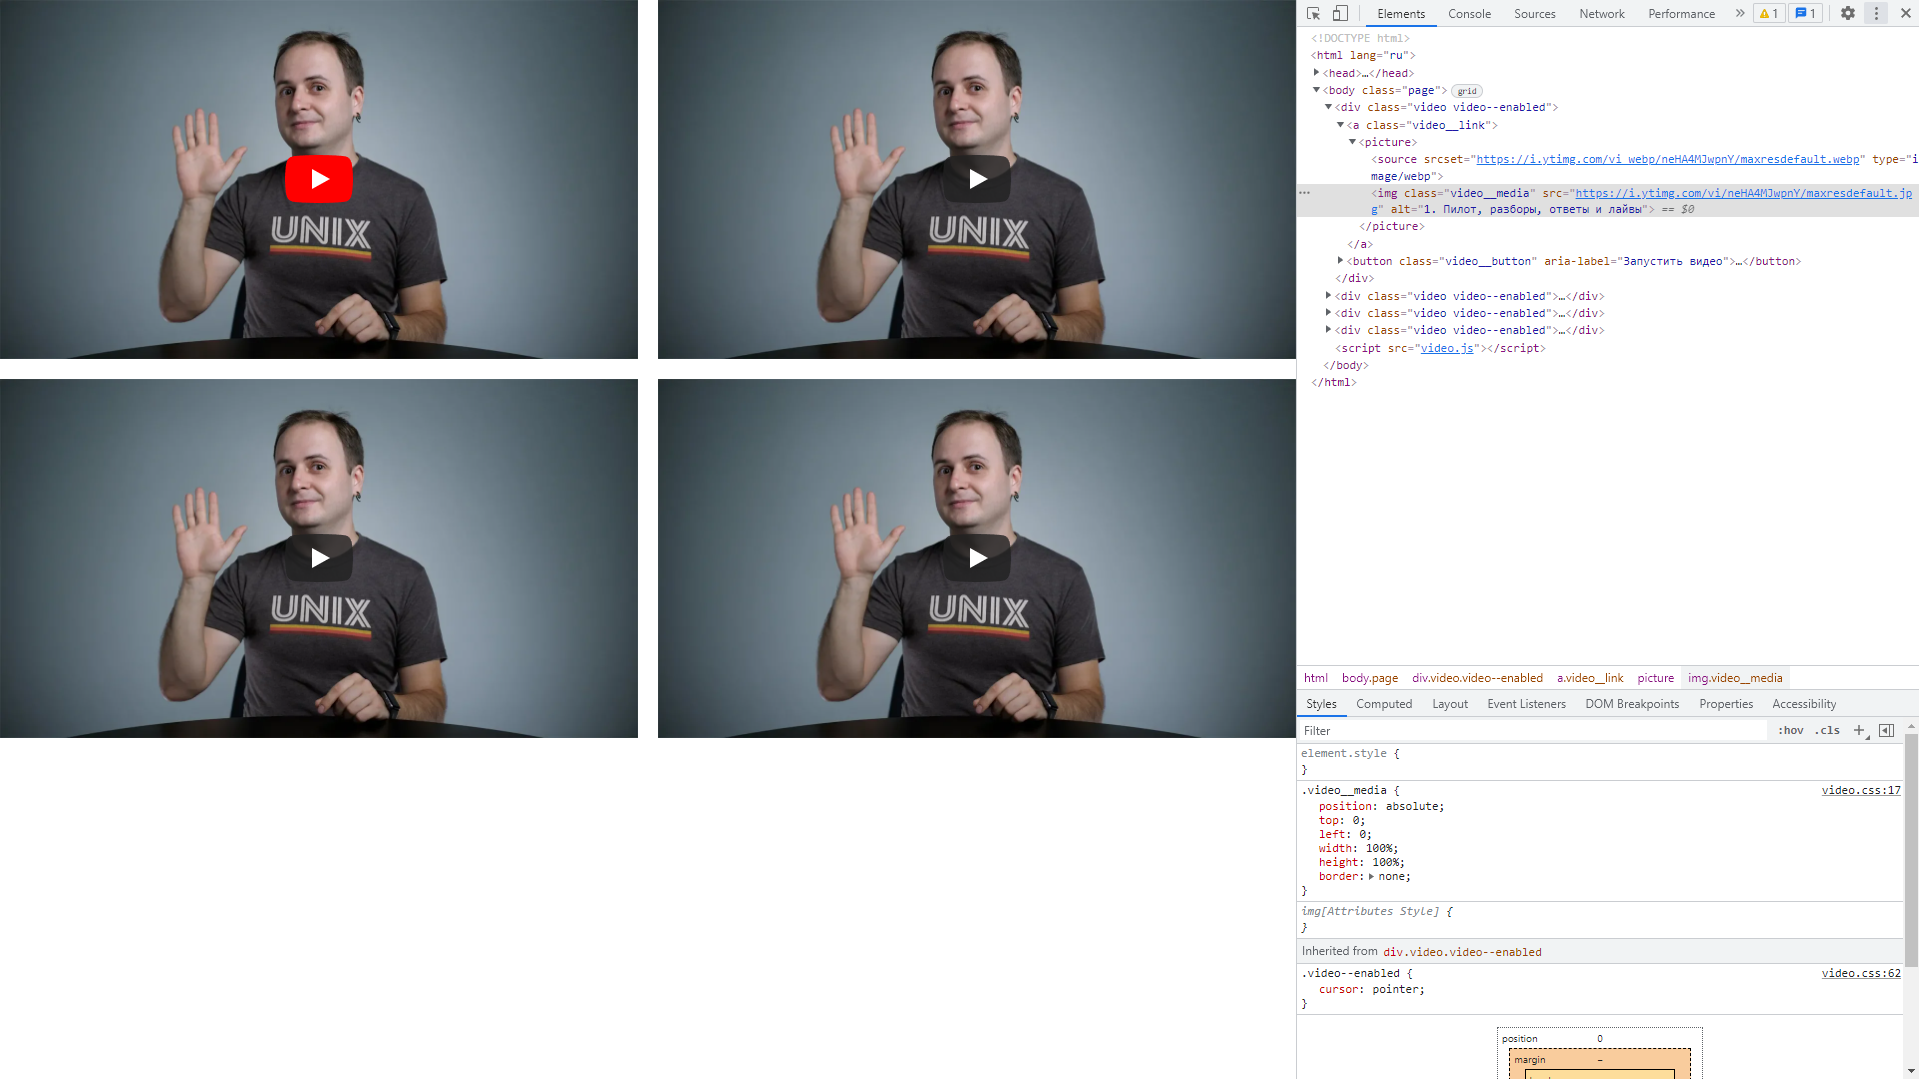 UNIX
UNIX
UNIX
UNIX
Elements Console Sources Network Performance » 1 1
<!DOCTYPE html>
<html lang="ru">
<head>…</head>
<body class="page"> grid
<div class="video video--enabled">
<a class="video__link">
<picture>
<source srcset="https://i.ytimg.com/vi_webp/neHA4MJwpnY/maxresdefault.webp" type="i
mage/webp">
<img class="video__media" src="https://i.ytimg.com/vi/neHA4MJwpnY/maxresdefault.jp
g" alt="1. Пилот, разборы, ответы и лайвы"> == $0
</picture>
</a>
<button class="video__button" aria-label="Запустить видео">…</button>
</div>
<div class="video video--enabled">…</div>
<div class="video video--enabled">…</div>
<div class="video video--enabled">…</div>
<script src="video.js"></script>
</body>
</html>
html body.page div.video.video--enabled a.video__link picture img.video__media
Styles Computed Layout Event Listeners DOM Breakpoints Properties Accessibility
Filter :hov .cls +
element.style {
}
.video__media { video.css:17
position: absolute;
top: 0;
left: 0;
width: 100%;
height: 100%;
border: none;
}
img[Attributes Style] {
}
Inherited from div.video.video--enabled
.video--enabled { video.css:62
cursor: pointer;
}
position 0
margin –